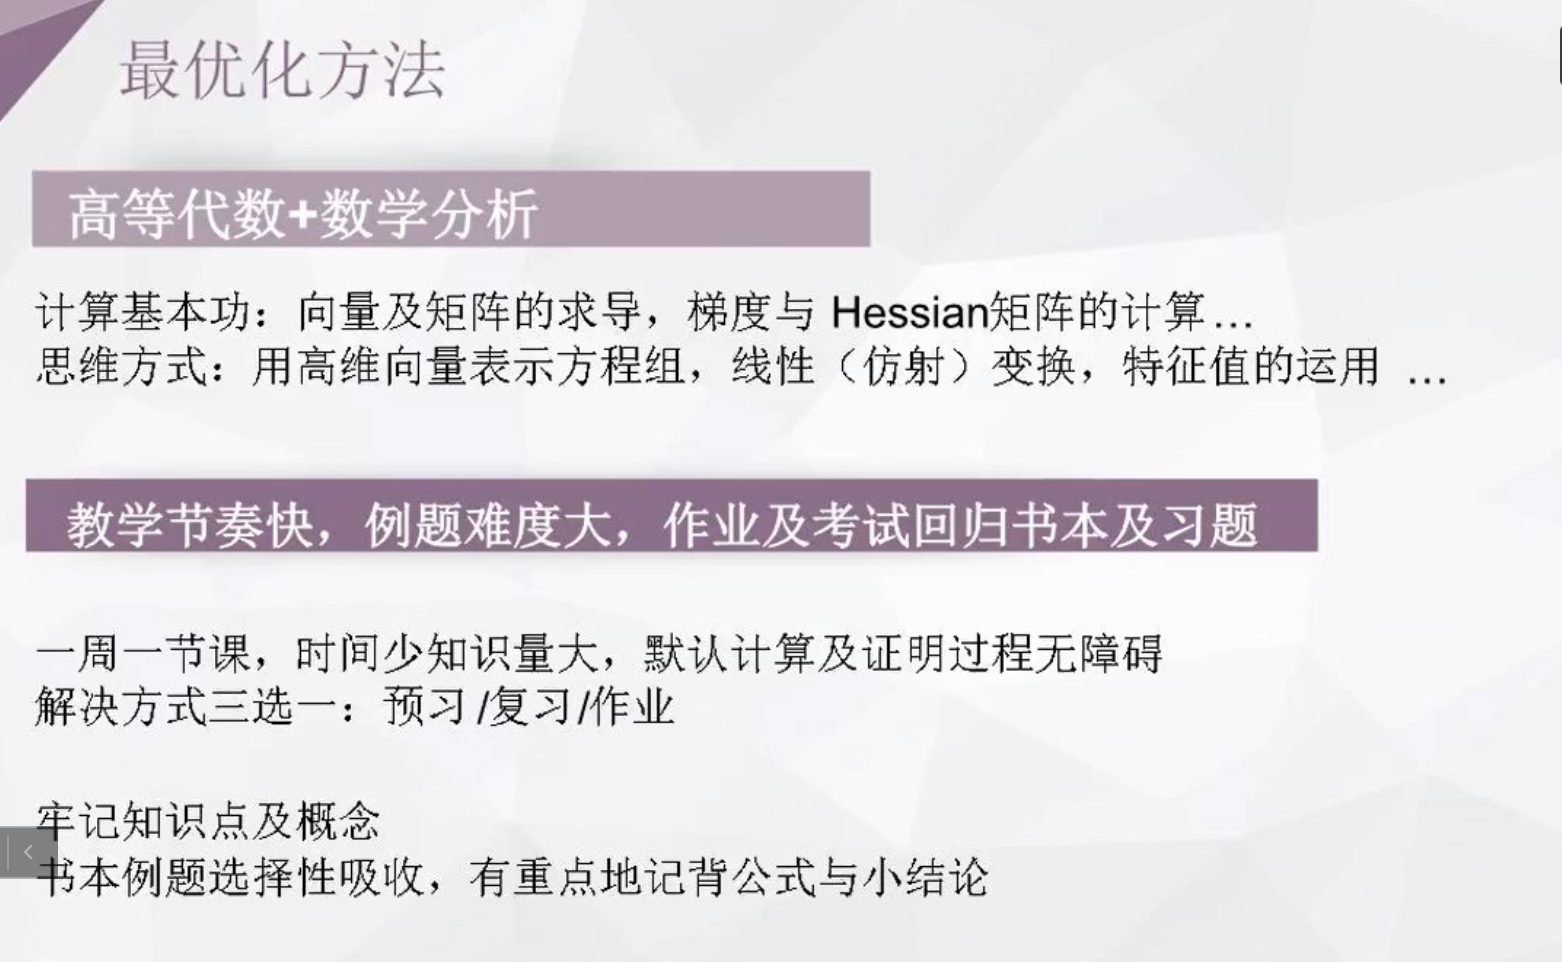 最优化方法
高等代数+数学分析
计算基本功：向量及矩阵的求导，梯度与 Hessian矩阵的计算…
思维方式：用高维向量表示方程组，线性（仿射）变换，特征值的运用 …
教学节奏快，例题难度大，作业及考试回归书本及习题
一周一节课，时间少知识量大，默认计算及证明过程无障碍
解决方式三选一：预习/复习/作业
牢记知识点及概念
书本例题选择性吸收，有重点地记背公式与小结论